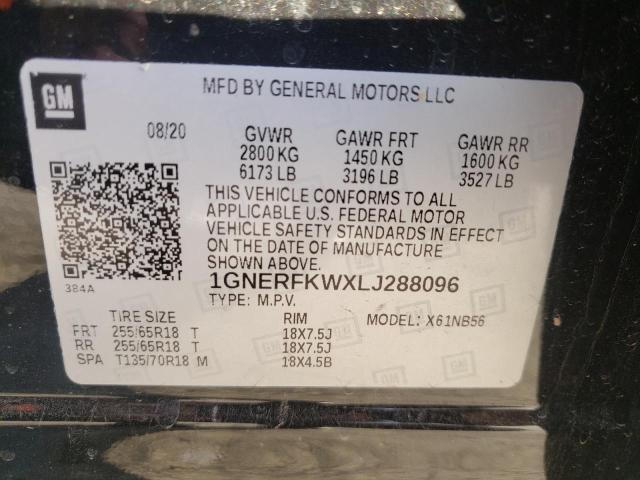 GM
MFD BY GENERAL MOTORS LLC
08/20 GVWR GAWR FRT GAWR RR
2800 KG 1450 KG 1600 KG
6173 LB 3196 LB 3527 LB
THIS VEHICLE CONFORMS TO ALL
APPLICABLE U.S. FEDERAL MOTOR
VEHICLE SAFETY STANDARDS IN EFFECT
ON THE DATE OF MANUFACTURE
SHOWN ABOVE.
384A
1GNERFKWXLJ288096
TYPE: M.P.V.
TIRE SIZE RIM MODEL: X61NB56
FRT 255/65R18 T 18X7.5J
RR 255/65R18 T 18X7.5J
SPA T135/70R18 M 18X4.5B